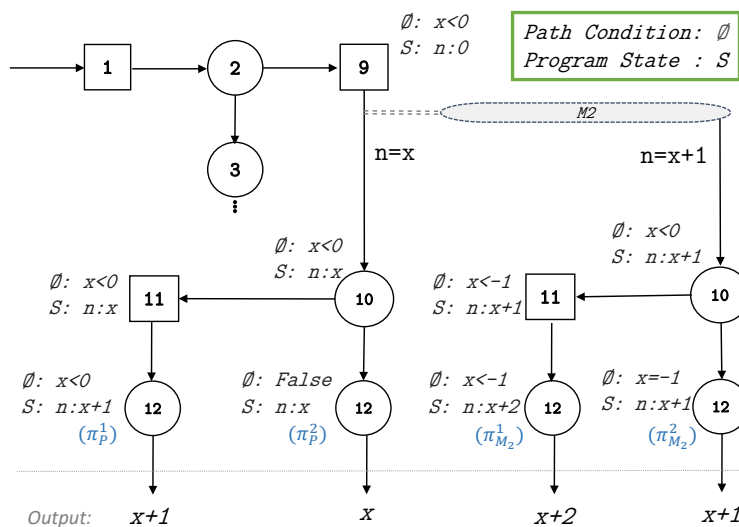 ∅: x<0
S: n:0
Path Condition: ∅
Program State : S
1
2
9
M2
3
n=x
n=x+1
∅: x<0
S: n:x
∅: x<0
S: n:x+1
∅: x<0
S: n:x
11
10
∅: x<-1
S: n:x+1
11
10
∅: x<0
S: n:x+1
12
(π_P^1)
∅: False
S: n:x
12
(π_P^2)
∅: x<-1
S: n:x+2
12
(π_{M_2}^1)
∅: x=-1
S: n:x+1
12
(π_{M_2}^2)
Output: x+1 x x+2 x+1